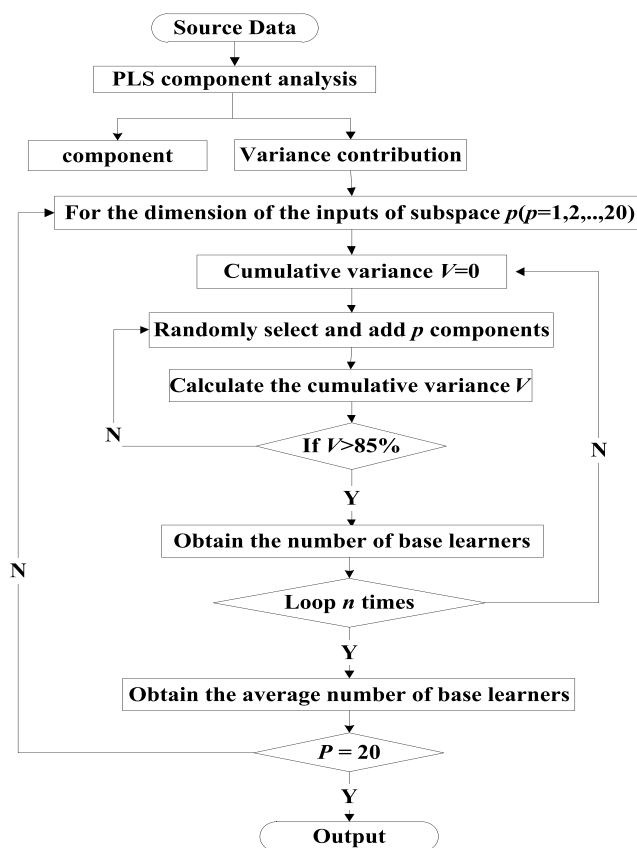 Source Data
PLS component analysis
component
Variance contribution
For the dimension of the inputs of subspace p(p=1,2,..,20)
Cumulative variance V=0
Randomly select and add p components
Calculate the cumulative variance V
N
If V>85%
N
Y
Obtain the number of base learners
N
Loop n times
Y
Obtain the average number of base learners
P = 20
Y
Output